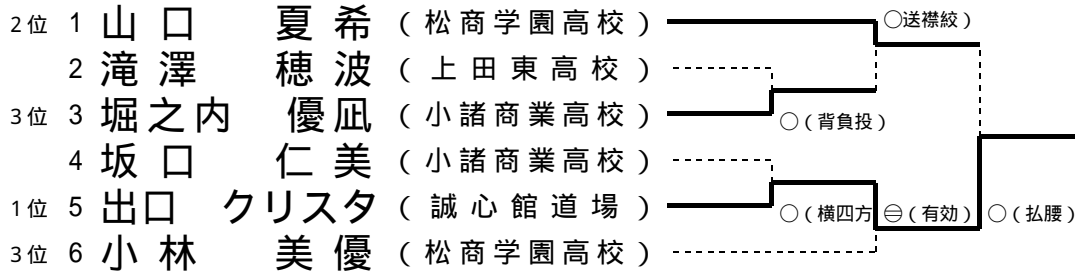 2位 1 山口 夏希 (松商学園高校) ○送襟絞)
2 滝澤 穂波 (上田東高校)
3位 3 堀之内 優凪 (小諸商業高校) ○(背負投)
4 坂口 仁美 (小諸商業高校)
1位 5 出口 クリスタ (誠心館道場) ○(横四方 ㊀(有効) ○(払腰)
3位 6 小林 美優 (松商学園高校)